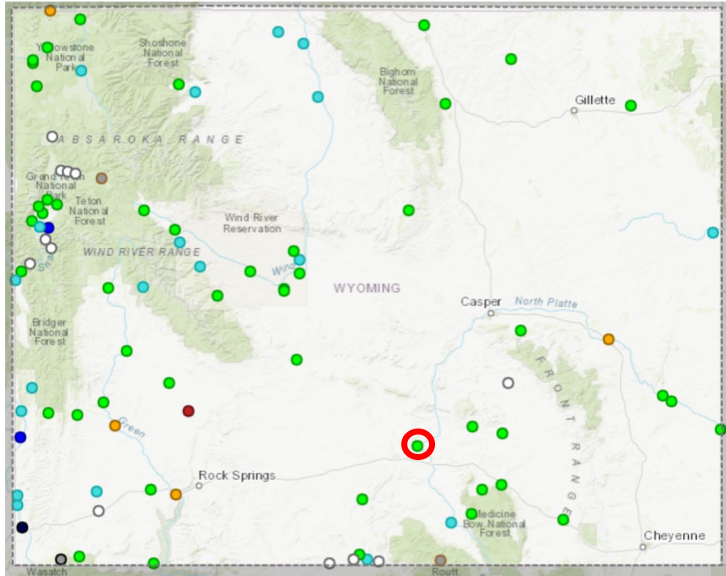 Yellowstone
National
Park
Shoshone
National
Forest
Bighorn
National
Forest
Gillette
ABSAROKA RANGE
Grand Teton
National
Park
Teton
National
Forest
Wind River
Reservation
WIND RIVER RANGE
Wind
WYOMING
Casper
North Platte
Bridger
National
Forest
FRONT RANGE
Green
Rock Springs
Medicine
Bow National
Forest
Cheyenne
Wasatch
Routt